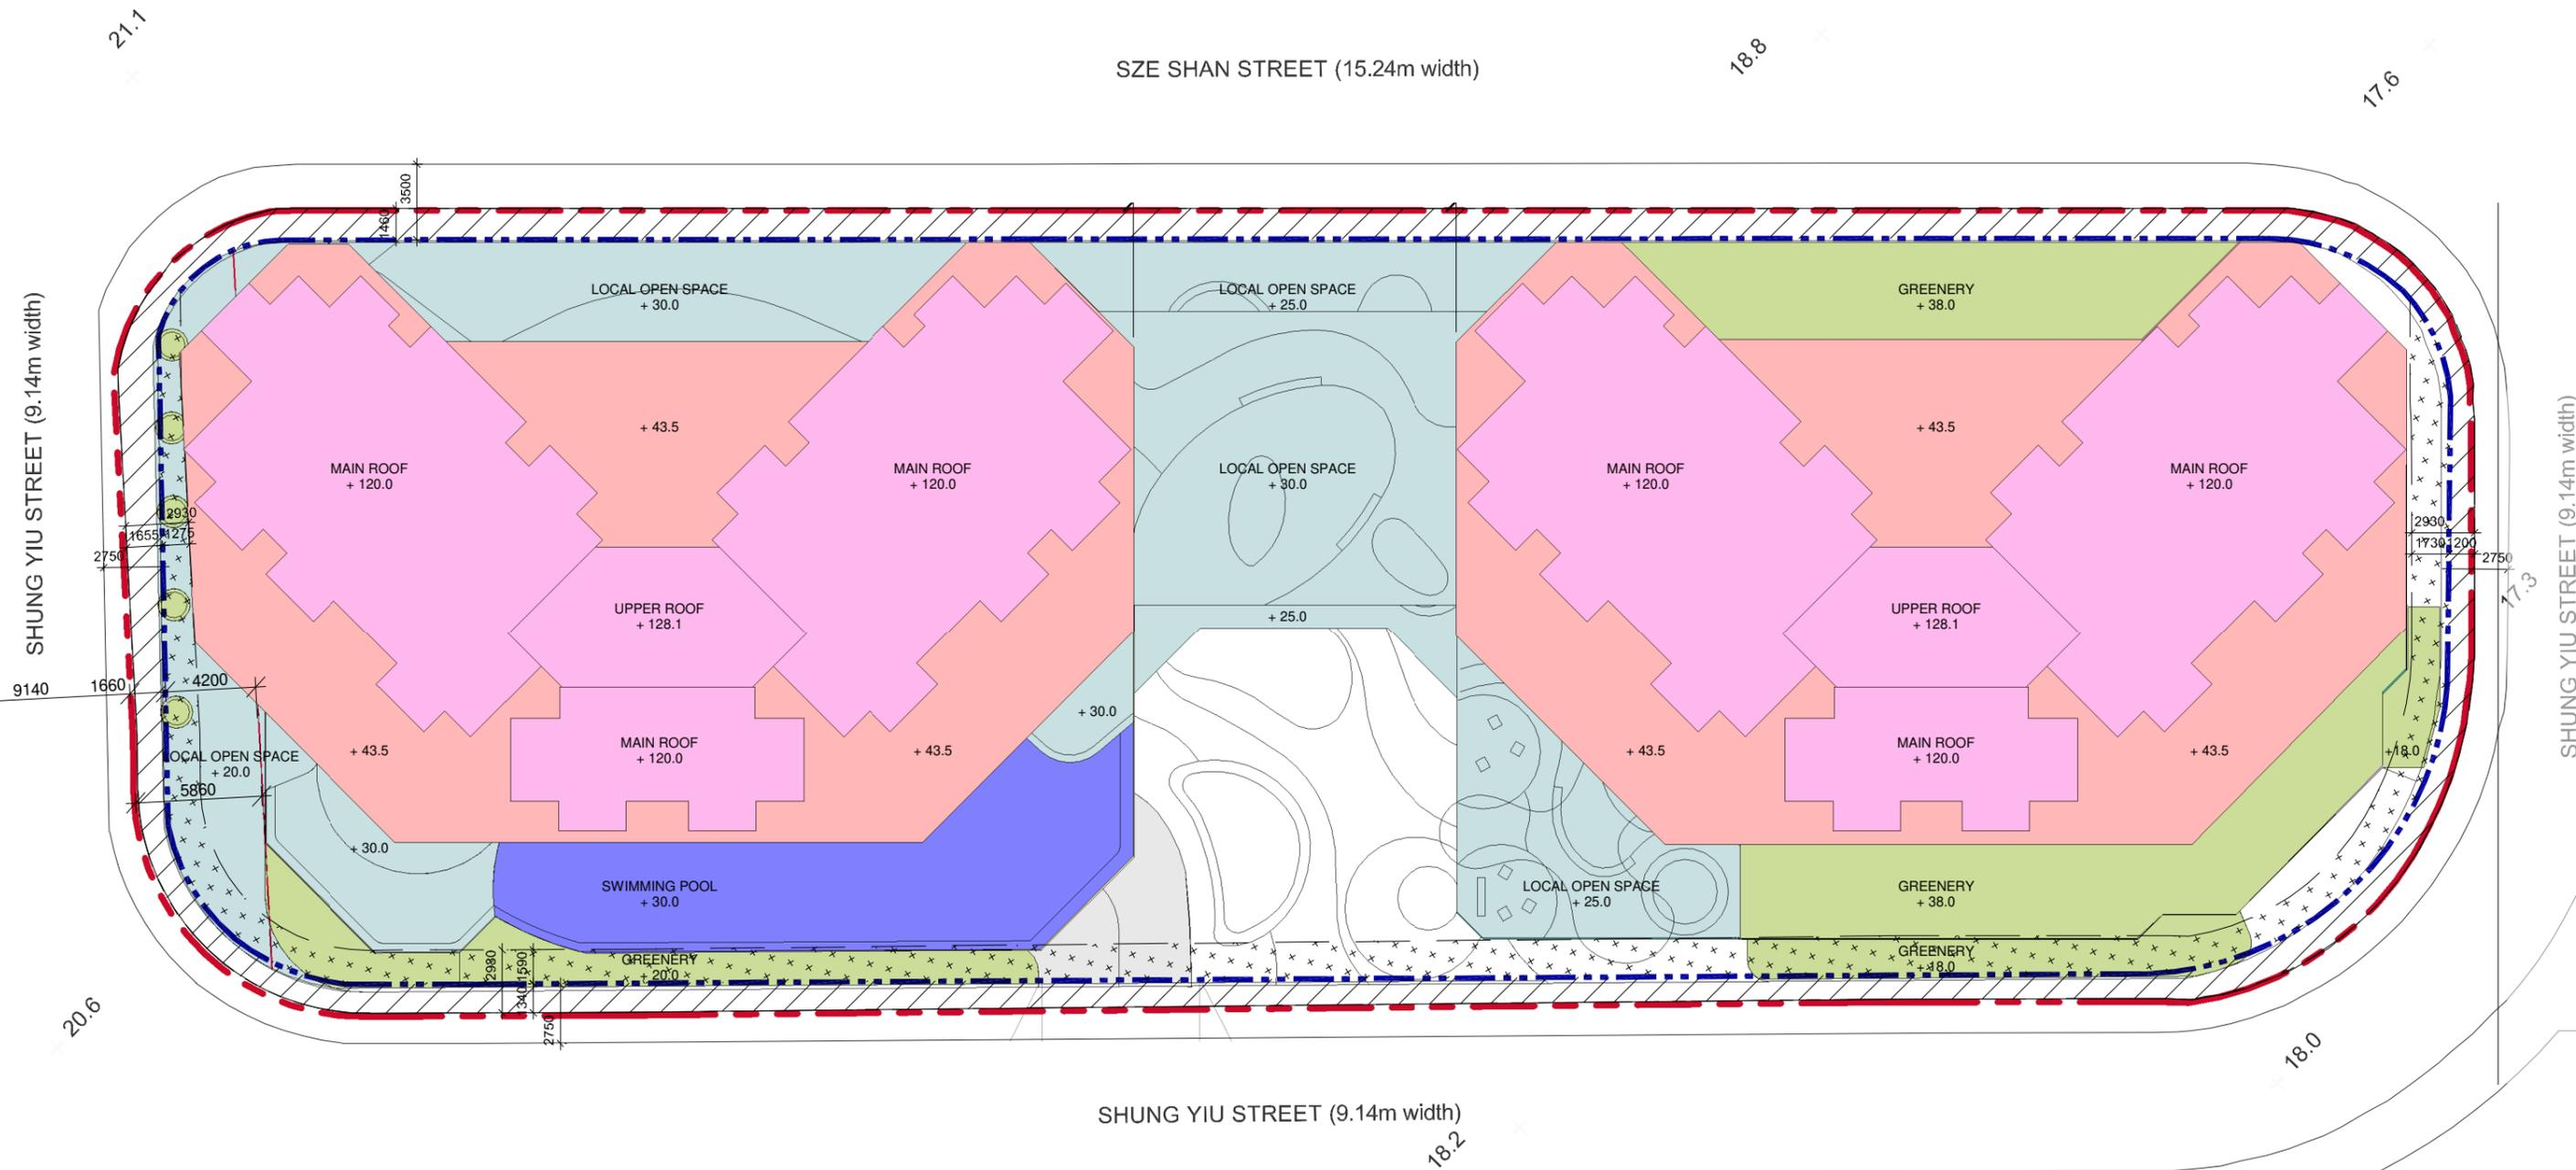 21.1
SZE SHAN STREET (15.24m width)
18.8
17.6
3500
1460
LOCAL OPEN SPACE
+ 30.0
LOCAL OPEN SPACE
+ 25.0
GREENERY
+ 38.0
SHUNG YIU STREET (9.14m width)
+ 43.5
+ 43.5
MAIN ROOF
+ 120.0
MAIN ROOF
+ 120.0
LOCAL OPEN SPACE
+ 30.0
MAIN ROOF
+ 120.0
MAIN ROOF
+ 120.0
SHUNG YIU STREET (9.14m width)
2930
1655
1275
2750
2930
1730
1200
2750
17.3
UPPER ROOF
+ 128.1
+ 25.0
UPPER ROOF
+ 128.1
9140
1660
4200
+ 30.0
MAIN ROOF
+ 120.0
+ 43.5
+ 43.5
MAIN ROOF
+ 120.0
+ 43.5
+ 43.5
+18.0
LOCAL OPEN SPACE
+ 20.0
5860
+ 30.0
SWIMMING POOL
+ 30.0
LOCAL OPEN SPACE
+ 25.0
GREENERY
+ 38.0
GREENERY
+ 20.0
GREENERY
+ 18.0
2980
1590
1340
2750
20.6
18.0
SHUNG YIU STREET (9.14m width)
18.2